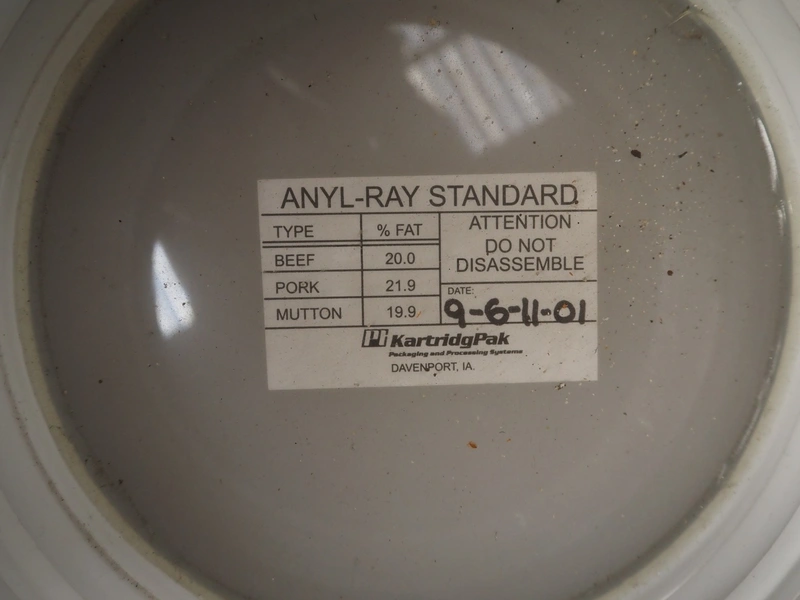 ANYL-RAY STANDARD
TYPE % FAT
BEEF 20.0
PORK 21.9
MUTTON 19.9
ATTENTION
DO NOT
DISASSEMBLE
DATE:
9-6-11-01
KartridgPak
Packaging and Processing Systems
DAVENPORT, IA.